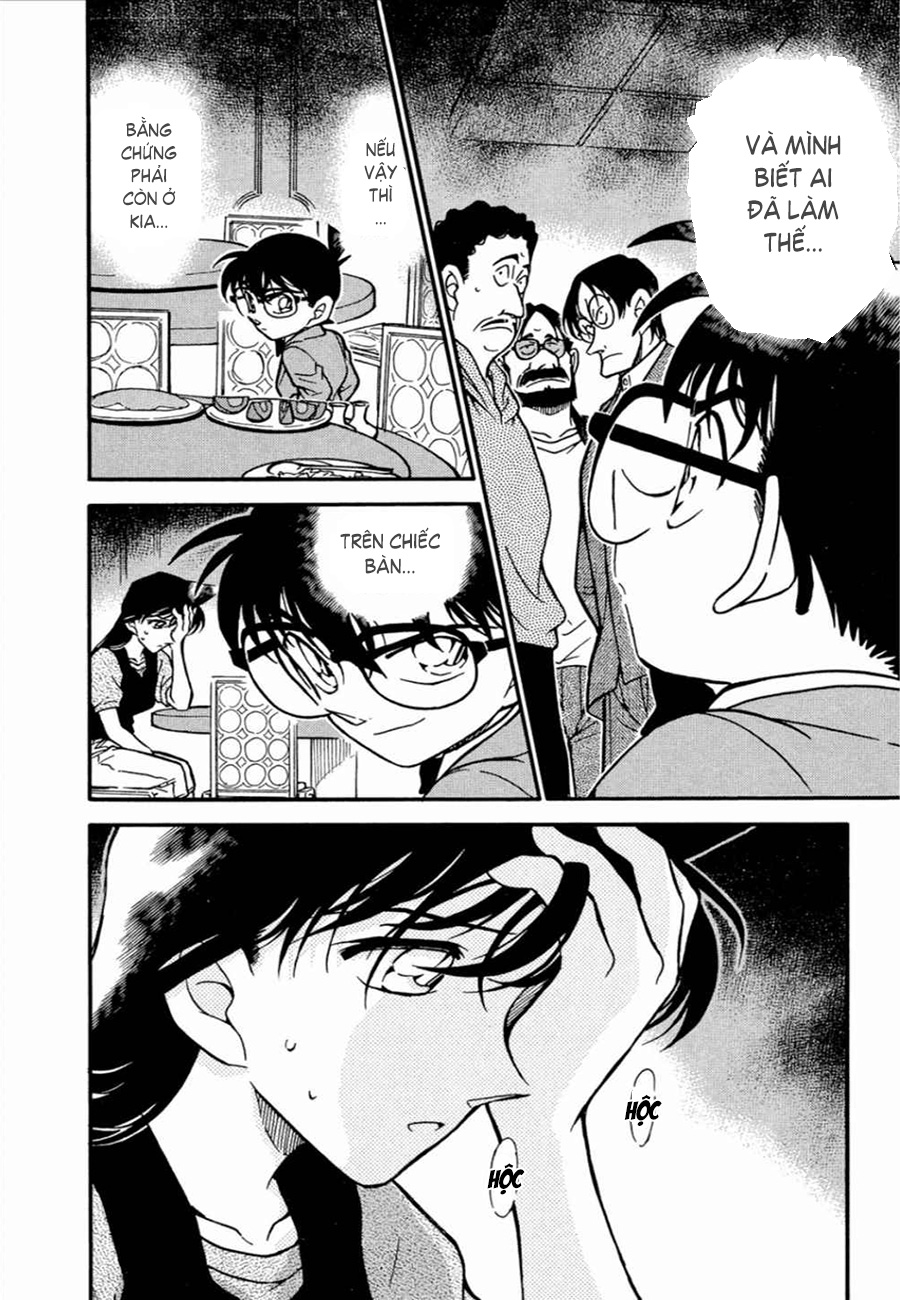 VÀ MÌNH
BIẾT AI
ĐÃ LÀM
THẾ...
NẾU
VẬY THÌ
...
BẰNG
CHỨNG
PHẢI
CÒN Ở
KIA...
TRÊN CHIẾC
BÀN...
HỘC
HỘC